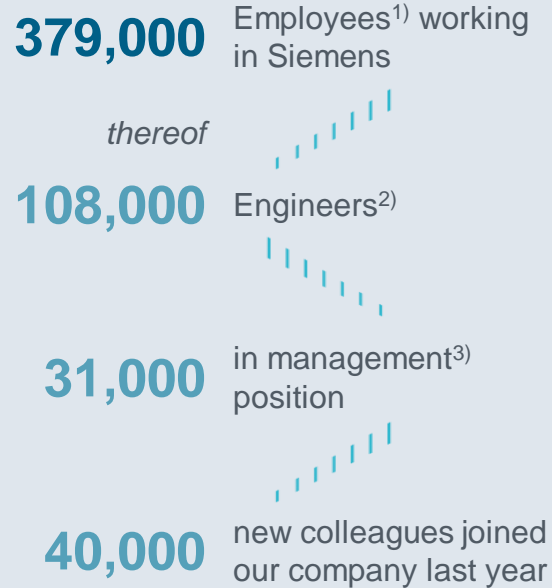 379,000 Employees1) working
in Siemens
thereof
108,000 Engineers2)
31,000 in management3)
position
40,000 new colleagues joined
our company last year